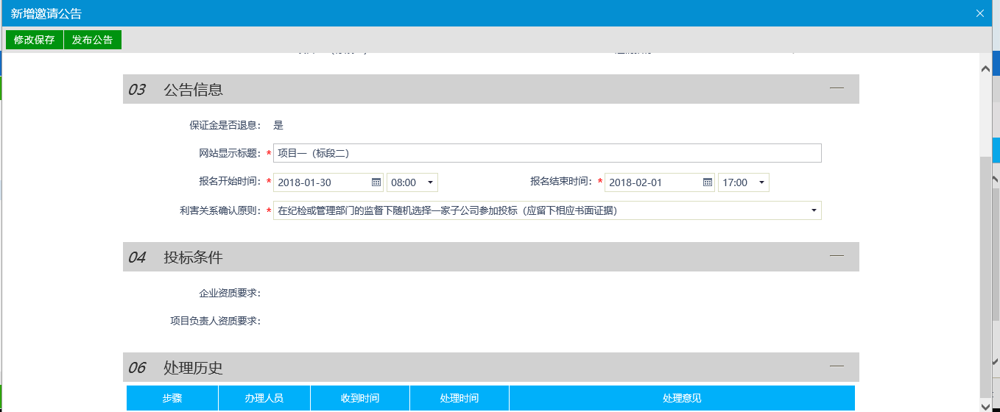 新增邀请公告
修改保存 发布公告
03 公告信息
保证金是否退息： 是
网站显示标题： * 项目一（标段二）
报名开始时间： * 2018-01-30 08:00 报名结束时间： * 2018-02-01 17:00
利害关系确认原则： * 在纪检或管理部门的监督下随机选择一家子公司参加投标（应留下相应书面证据）
04 投标条件
企业资质要求：
项目负责人资质要求：
06 处理历史
步骤 办理人员 收到时间 处理时间 处理意见